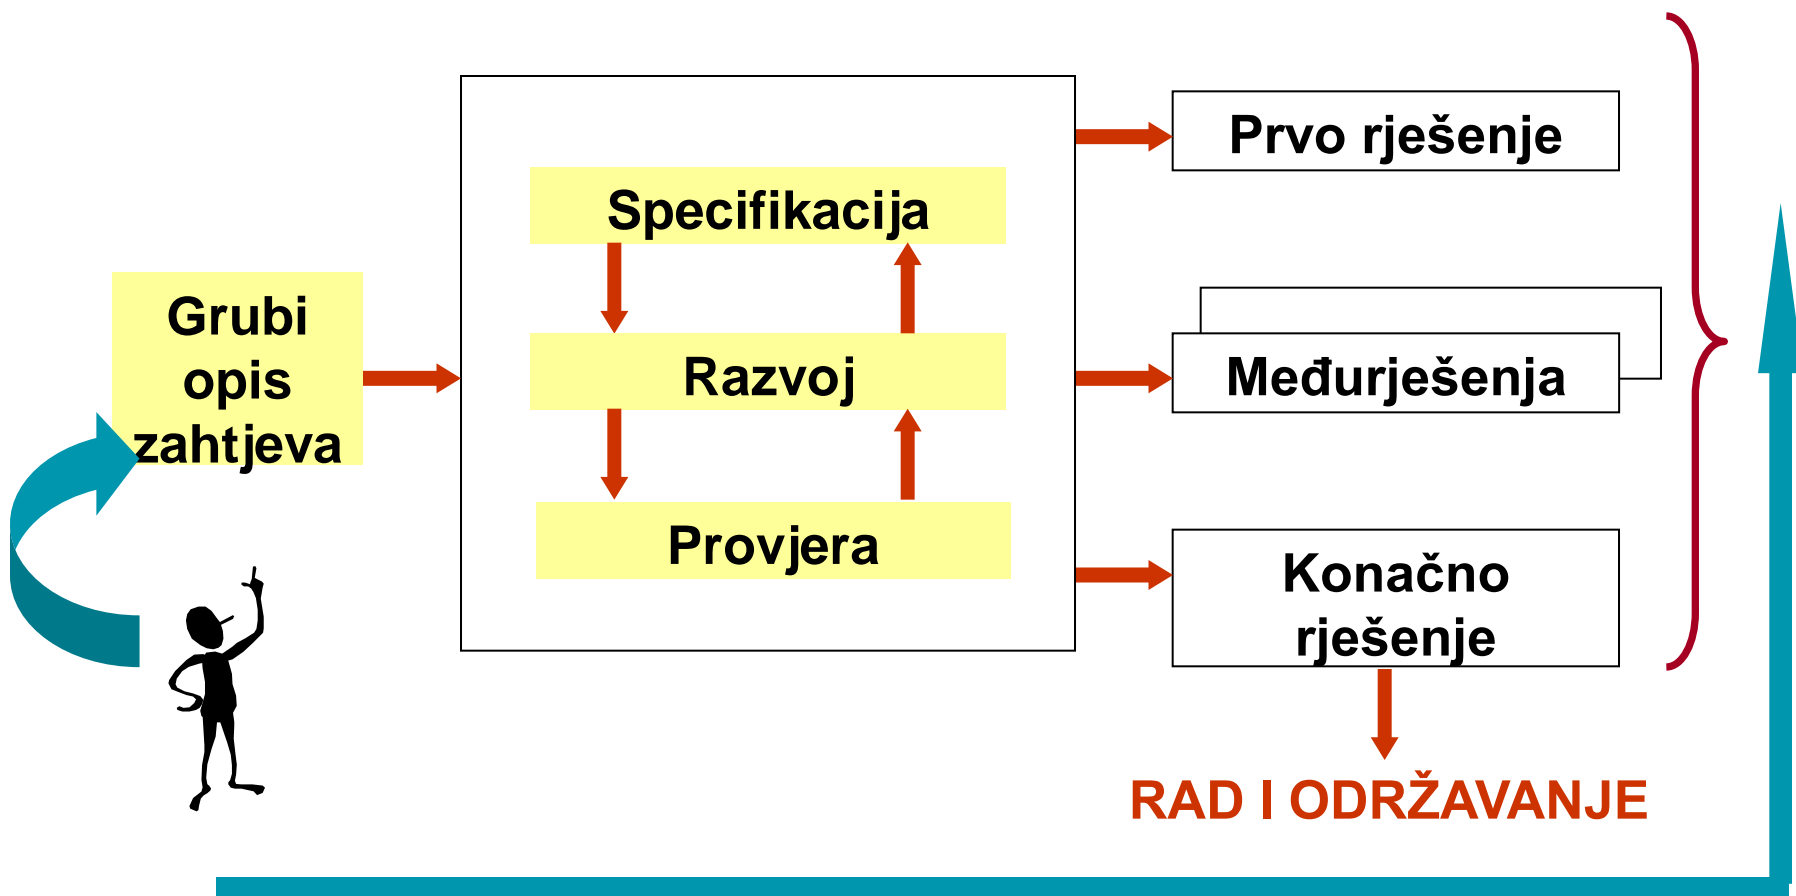 Grubi
opis
zahtjeva
Specifikacija
Razvoj
Provjera
Prvo rješenje
Međurješenja
Konačno
rješenje
RAD I ODRŽAVANJE